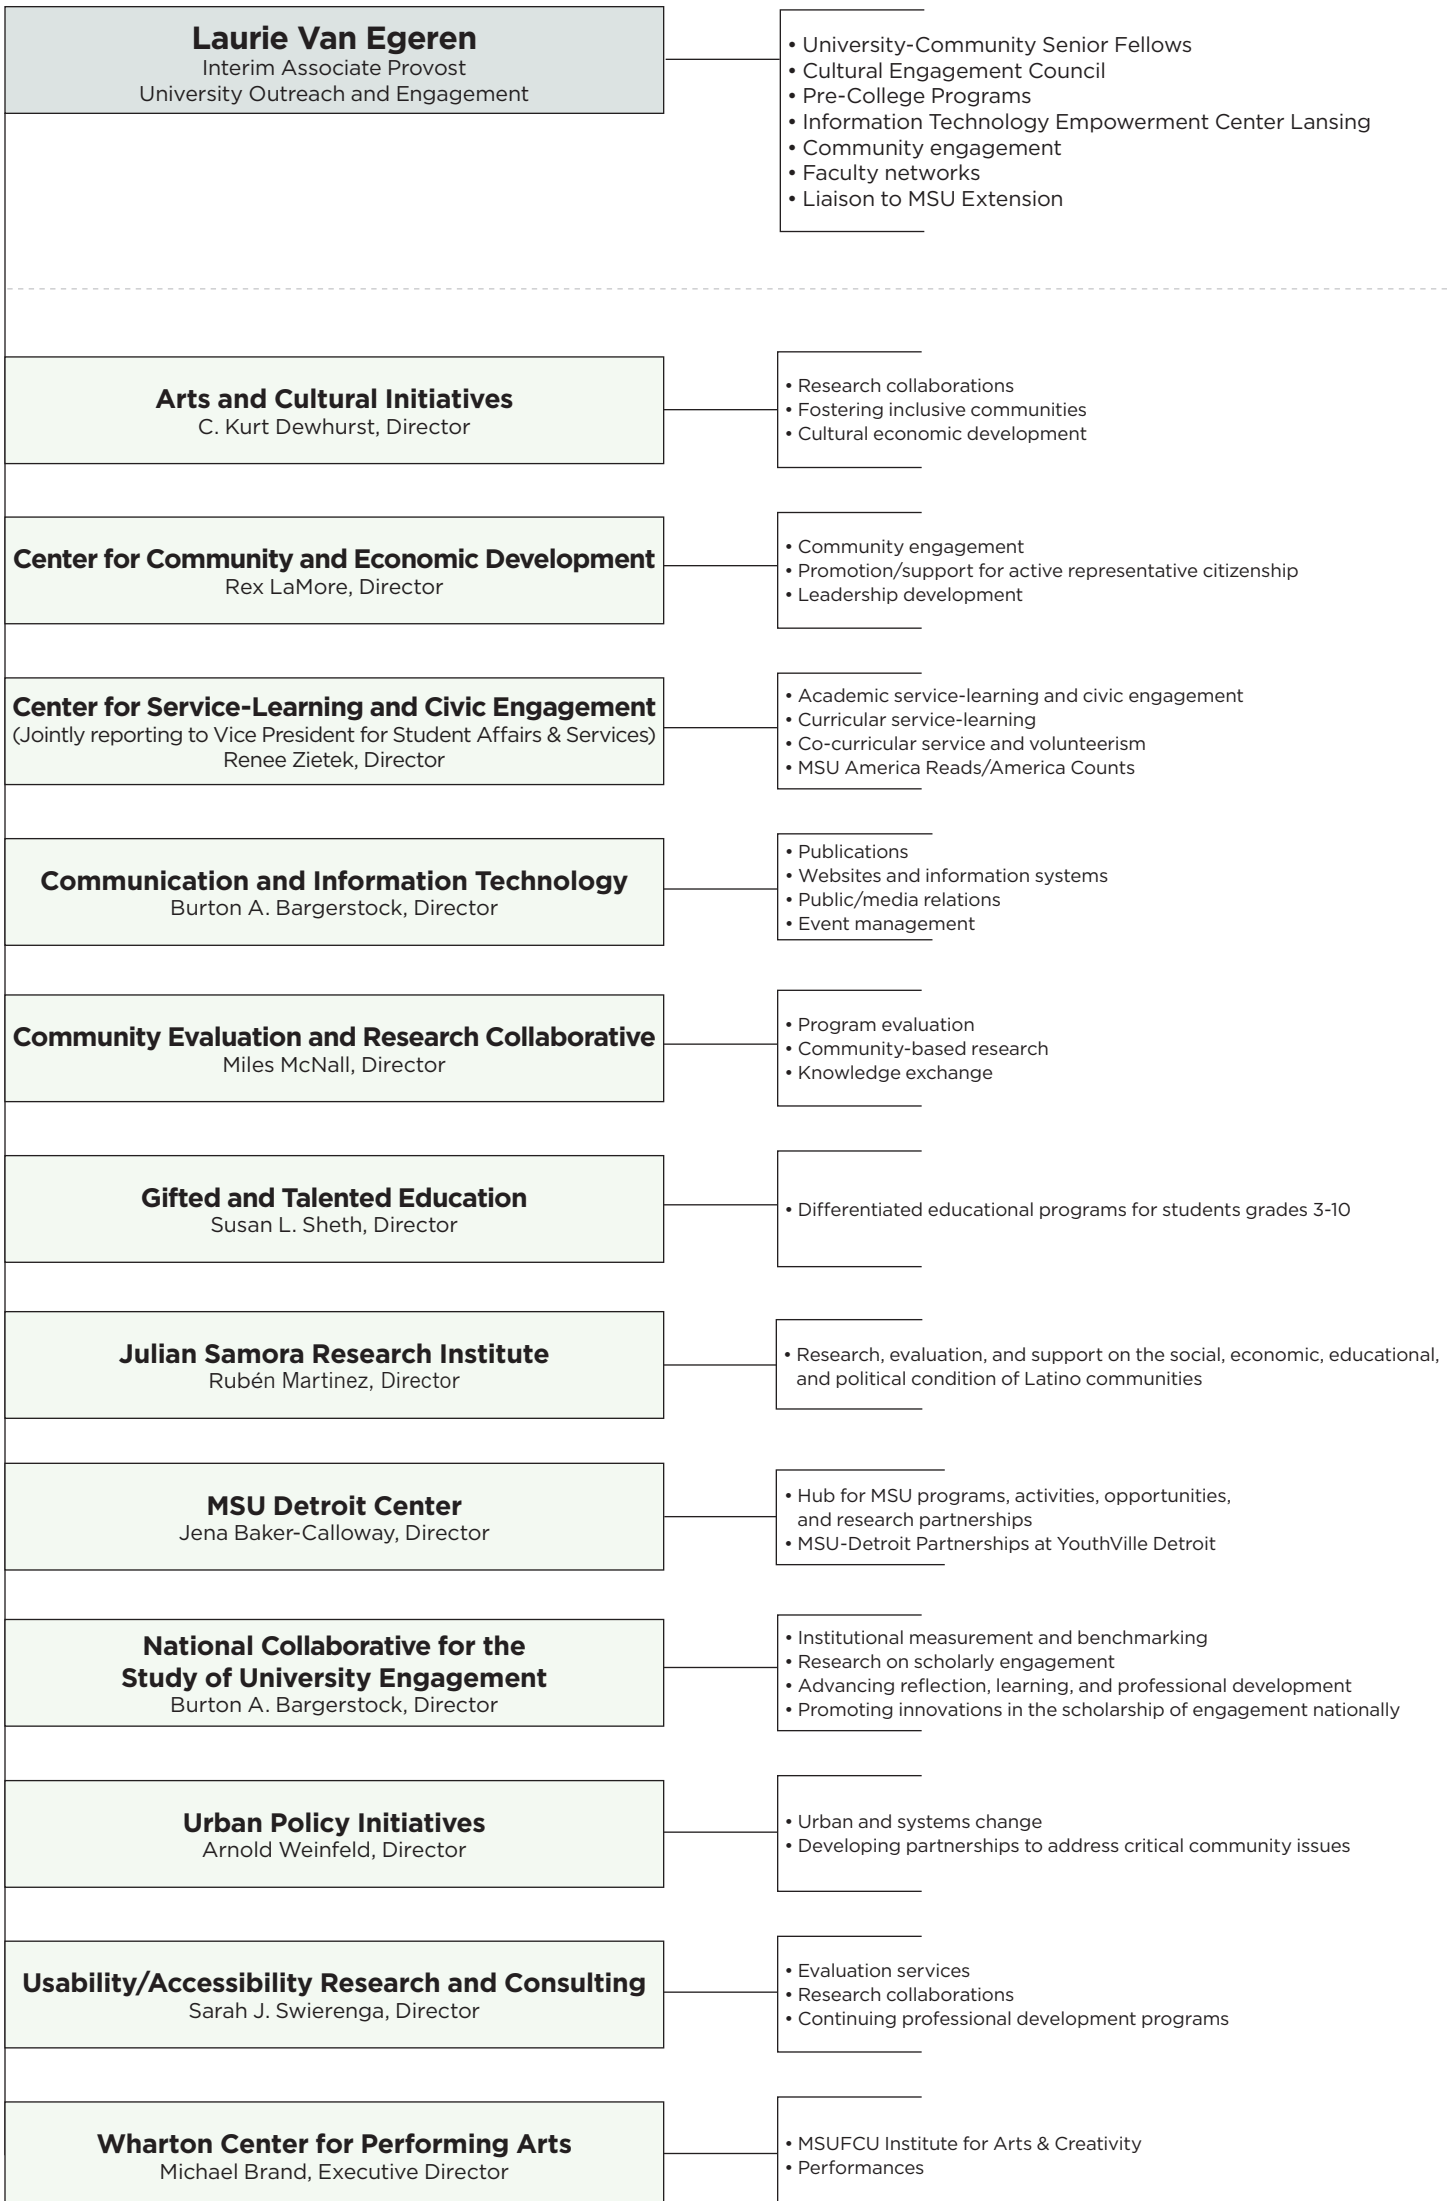 Laurie Van Egeren
Interim Associate Provost
University Outreach and Engagement
• University-Community Senior Fellows
• Cultural Engagement Council
• Pre-College Programs
• Information Technology Empowerment Center Lansing
• Community engagement
• Faculty networks
• Liaison to MSU Extension
Arts and Cultural Initiatives
C. Kurt Dewhurst, Director
• Research collaborations
• Fostering inclusive communities
• Cultural economic development
Center for Community and Economic Development
Rex LaMore, Director
• Community engagement
• Promotion/support for active representative citizenship
• Leadership development
Center for Service-Learning and Civic Engagement
(Jointly reporting to Vice President for Student Affairs & Services)
Renee Zietek, Director
• Academic service-learning and civic engagement
• Curricular service-learning
• Co-curricular service and volunteerism
• MSU America Reads/America Counts
Communication and Information Technology
Burton A. Bargerstock, Director
• Publications
• Websites and information systems
• Public/media relations
• Event management
Community Evaluation and Research Collaborative
Miles McNall, Director
• Program evaluation
• Community-based research
• Knowledge exchange
Gifted and Talented Education
Susan L. Sheth, Director
• Differentiated educational programs for students grades 3-10
Julian Samora Research Institute
Rubén Martinez, Director
• Research, evaluation, and support on the social, economic, educational,
and political condition of Latino communities
MSU Detroit Center
Jena Baker-Calloway, Director
• Hub for MSU programs, activities, opportunities,
and research partnerships
• MSU-Detroit Partnerships at YouthVille Detroit
National Collaborative for the
Study of University Engagement
Burton A. Bargerstock, Director
• Institutional measurement and benchmarking
• Research on scholarly engagement
• Advancing reflection, learning, and professional development
• Promoting innovations in the scholarship of engagement nationally
Urban Policy Initiatives
Arnold Weinfeld, Director
• Urban and systems change
• Developing partnerships to address critical community issues
Usability/Accessibility Research and Consulting
Sarah J. Swierenga, Director
• Evaluation services
• Research collaborations
• Continuing professional development programs
Wharton Center for Performing Arts
Michael Brand, Executive Director
• MSUFCU Institute for Arts & Creativity
• Performances